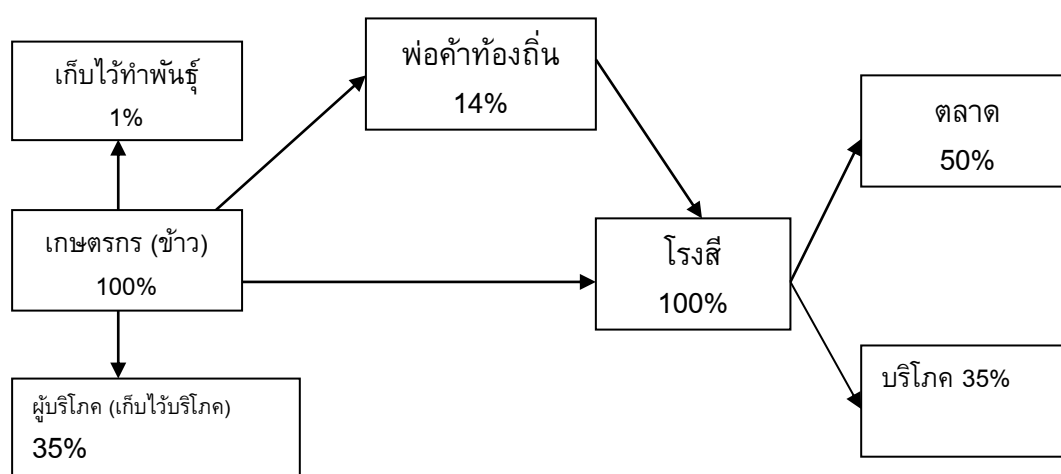 เก็บไว้ทำพันธุ์
1%
พ่อค้าท้องถิ่น
14%
ตลาด
50%
เกษตรกร (ข้าว)
100%
โรงสี
100%
บริโภค 35%
ผู้บริโภค (เก็บไว้บริโภค)
35%